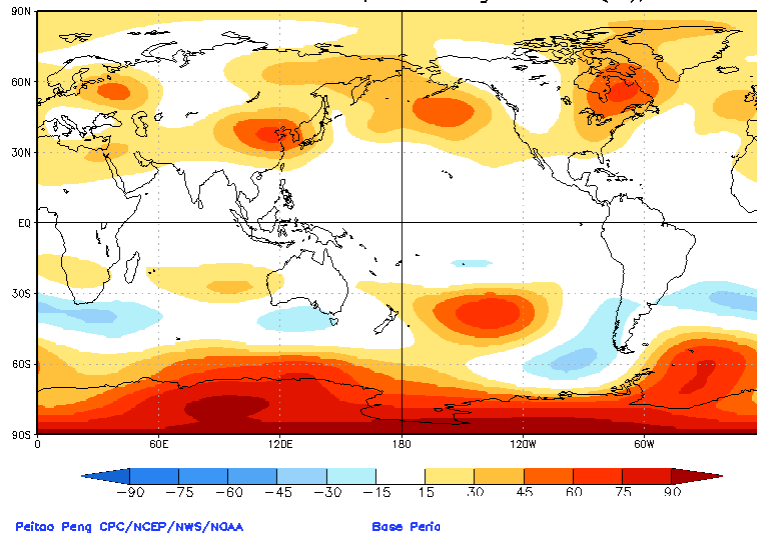 90N
60N
30N
EQ
30S
60S
90S
0 60E 120E 180 120W 60W
-90 -75 -60 -45 -30 -15 15 30 45 60 75 90
Peitao Peng CPC/NCEP/NWS/NOAA Base Perio